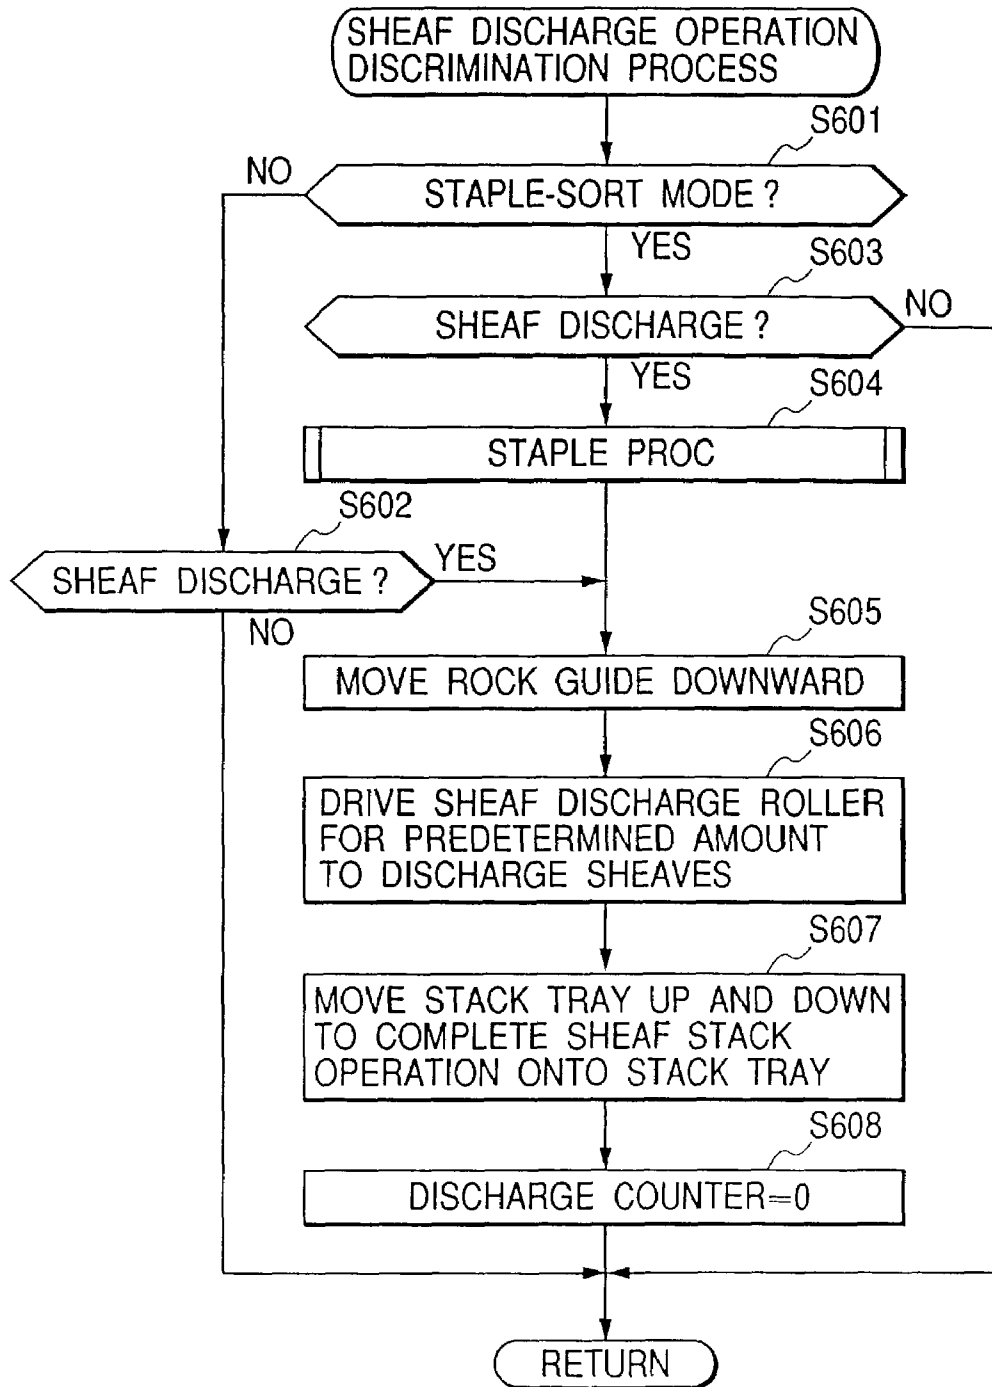 SHEAF DISCHARGE OPERATION
DISCRIMINATION PROCESS
S601
NO
STAPLE-SORT MODE?
YES
S603
SHEAF DISCHARGE?
NO
YES
S604
STAPLE PROC
S602
SHEAF DISCHARGE?
YES
NO
S605
MOVE ROCK GUIDE DOWNWARD
S606
DRIVE SHEAF DISCHARGE ROLLER
FOR PREDETERMINED AMOUNT
TO DISCHARGE SHEAVES
S607
MOVE STACK TRAY UP AND DOWN
TO COMPLETE SHEAF STACK
OPERATION ONTO STACK TRAY
S608
DISCHARGE COUNTER=0
RETURN